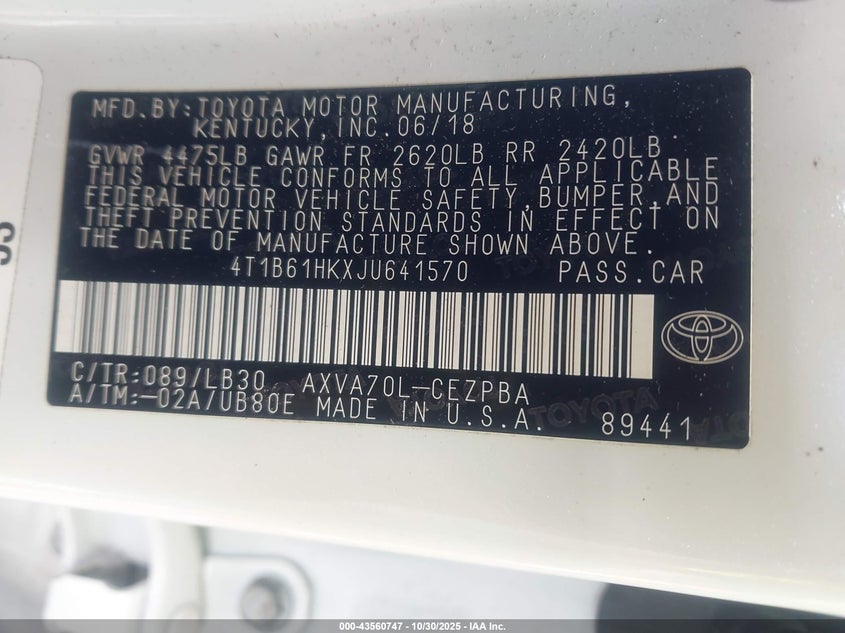 MFD. BY: TOYOTA MOTOR MANUFACTURING,
KENTUCKY, INC. 06/18
GVWR 4475LB GAWR FR 2620LB RR 2420LB
THIS VEHICLE CONFORMS TO ALL APPLICABLE
FEDERAL MOTOR VEHICLE SAFETY, BUMPER, AND
THEFT PREVENTION STANDARDS IN EFFECT ON
THE DATE OF MANUFACTURE SHOWN ABOVE.
4T1B61HKXJU641570 PASS. CAR
C/TR: 089/LB30 AXVA70L-CEZPBA
A/TM:-02A/UB80E MADE IN U.S.A. 89441
TOYOTA
000-43560747 - 10/30/2025 - IAA Inc.